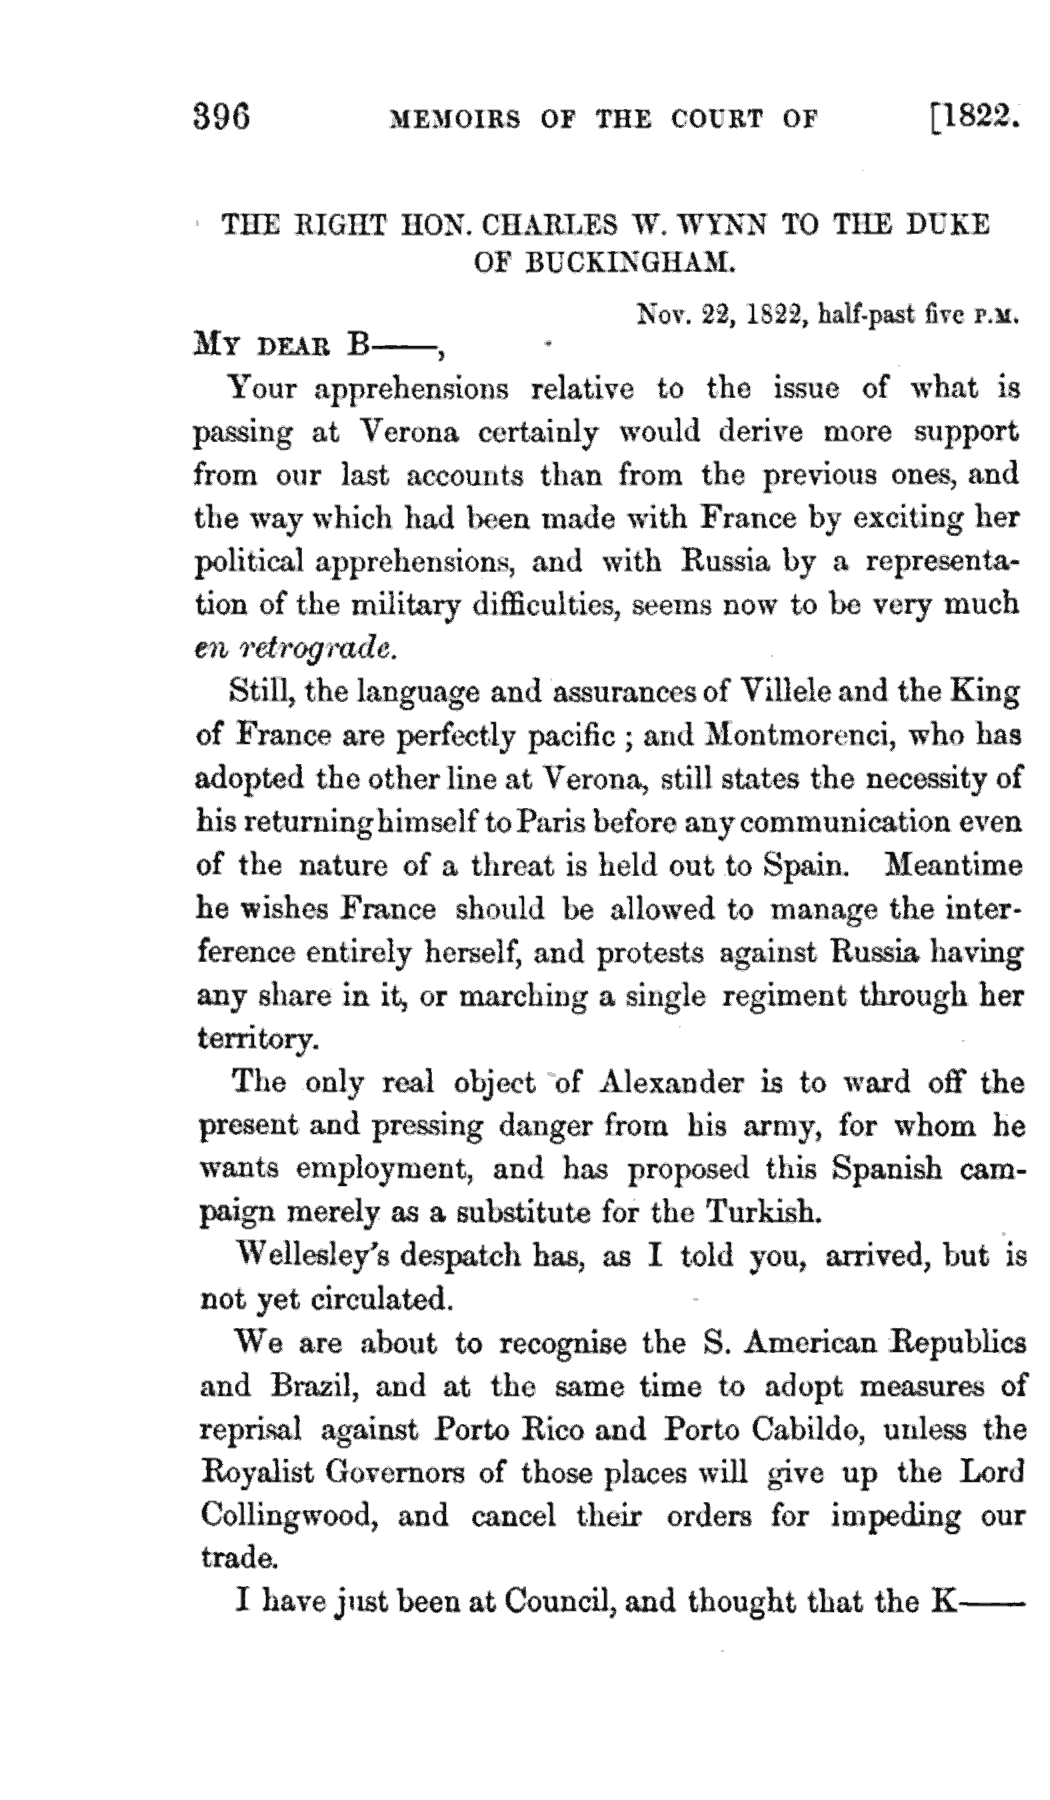 396 MEMOIRS OF THE COURT OF [1822.
THE RIGHT HON. CHARLES W. WYNN TO THE DUKE
OF BUCKINGHAM.
Nov. 22, 1822, half-past five P.M.
MY DEAR B——,
Your apprehensions relative to the issue of what is
passing at Verona certainly would derive more support
from our last accounts than from the previous ones, and
the way which had been made with France by exciting her
political apprehensions, and with Russia by a representa-
tion of the military difficulties, seems now to be very much
en retrograde.
Still, the language and assurances of Villele and the King
of France are perfectly pacific ; and Montmorenci, who has
adopted the other line at Verona, still states the necessity of
his returning himself to Paris before any communication even
of the nature of a threat is held out to Spain. Meantime
he wishes France should be allowed to manage the inter-
ference entirely herself, and protests against Russia having
any share in it, or marching a single regiment through her
territory.
The only real object of Alexander is to ward off the
present and pressing danger from his army, for whom he
wants employment, and has proposed this Spanish cam-
paign merely as a substitute for the Turkish.
Wellesley's despatch has, as I told you, arrived, but is
not yet circulated.
We are about to recognise the S. American Republics
and Brazil, and at the same time to adopt measures of
reprisal against Porto Rico and Porto Cabildo, unless the
Royalist Governors of those places will give up the Lord
Collingwood, and cancel their orders for impeding our
trade.
I have just been at Council, and thought that the K——